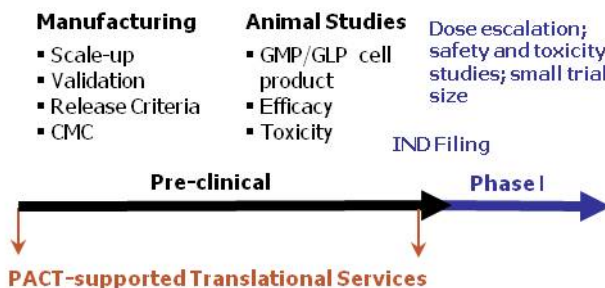 Manufacturing
▪ Scale-up
▪ Validation
▪ Release Criteria
▪ CMC
Animal Studies
▪ GMP/GLP cell
product
▪ Efficacy
▪ Toxicity
Dose escalation;
safety and toxicity
studies; small trial
size
IND Filing
Pre-clinical
Phase I
PACT-supported Translational Services